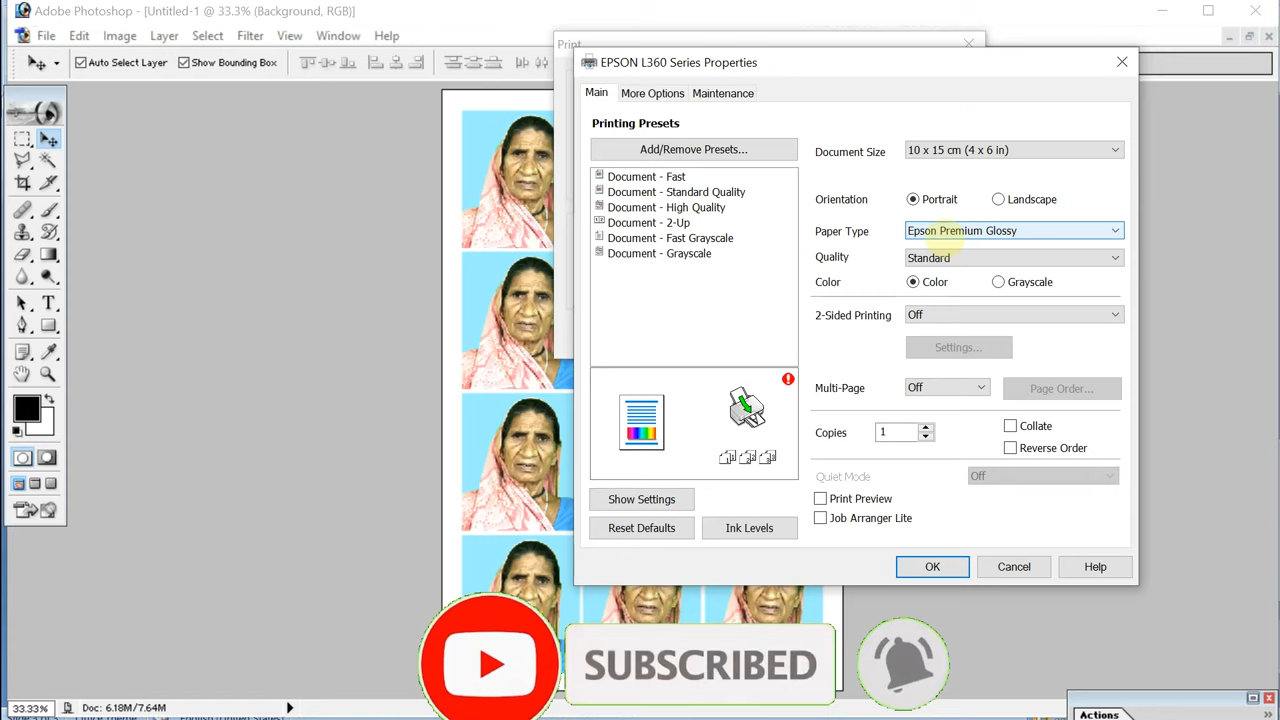 Adobe Photoshop - [Untitled-1 @ 33.3% (Background, RGB)]
File Edit Image Layer Select Filter View Window Help
Auto Select Layer Show Bounding Box
Print
EPSON L360 Series Properties
Main More Options Maintenance
Printing Presets
Add/Remove Presets...
Document - Fast
Document - Standard Quality
Document - High Quality
Document - 2-Up
Document - Fast Grayscale
Document - Grayscale
Show Settings
Reset Defaults Ink Levels
Document Size 10 x 15 cm (4 x 6 in)
Orientation Portrait Landscape
Paper Type Epson Premium Glossy
Quality Standard
Color Color Grayscale
2-Sided Printing Off
Settings...
Multi-Page Off Page Order...
Copies 1 Collate
Reverse Order
Quiet Mode Off
Print Preview
Job Arranger Lite
OK Cancel Help
SUBSCRIBED
33.33% Doc: 6.18M/7.64M
Actions